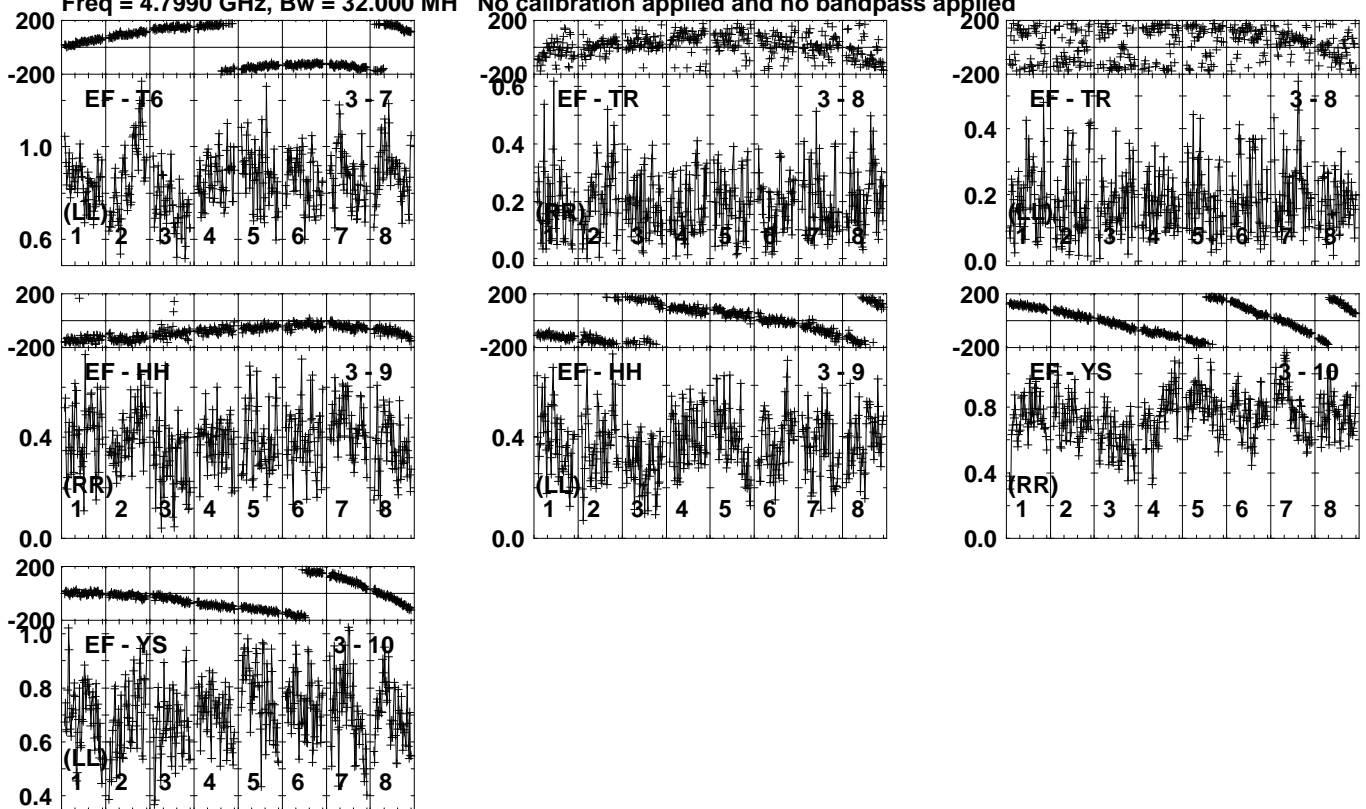 Freq = 4.7990 GHz, Bw = 32.000 MH No calibration applied and no bandpass applied
200
-200
EF - T6 3 - 7
1.0
(LL)
0.6
1 2 3 4 5 6 7 8
200
-200
0.6
EF - TR 3 - 8
0.4
0.2
(RR)
1 2 3 4 5 6 7 8
0.0
200
-200
EF - TR 3 - 8
0.4
0.2
(LL)
1 2 3 4 5 6 7 8
0.0
200
-200
EF - HH 3 - 9
0.4
(RR)
1 2 3 4 5 6 7 8
0.0
200
-200
EF - HH 3 - 9
0.4
(LL)
1 2 3 4 5 6 7 8
0.0
200
-200
EF - YS 3 - 10
0.8
0.4
(RR)
1 2 3 4 5 6 7 8
0.0
200
-200
1.0
EF - YS 3 - 10
0.8
0.6
(LL)
1 2 3 4 5 6 7 8
0.4